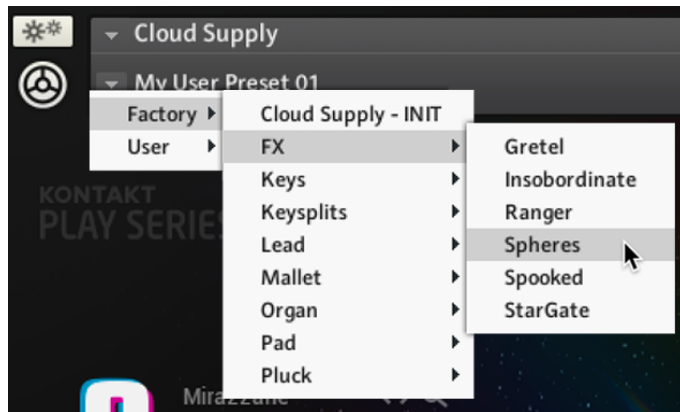 Cloud Supply
My User Preset 01
Factory
User
Cloud Supply - INIT
FX
Keys
Keysplits
Lead
Mallet
Organ
Pad
Pluck
Gretel
Insobordinate
Ranger
Spheres
Spooked
StarGate
KONTAKT
PLAY SERIES